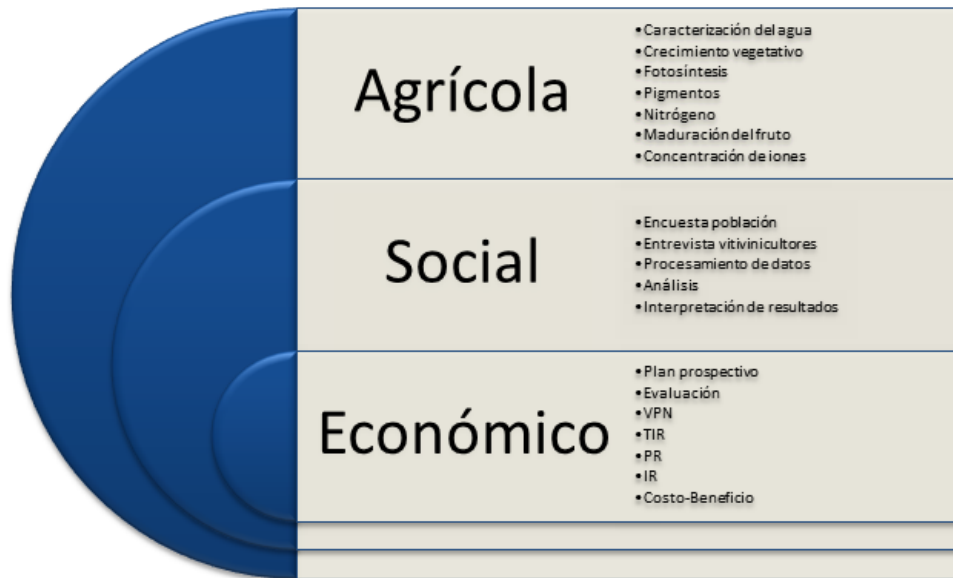 Agrícola
•Caracterización del agua
•Crecimiento vegetativo
•Fotosíntesis
•Pigmentos
•Nitrógeno
•Maduración del fruto
•Concentración de iones
Social
•Encuesta población
•Entrevista vitivinicultores
•Procesamiento de datos
•Análisis
•Interpretación de resultados
Económico
•Plan prospectivo
•Evaluación
•VPN
•TIR
•PR
•IR
•Costo-Beneficio